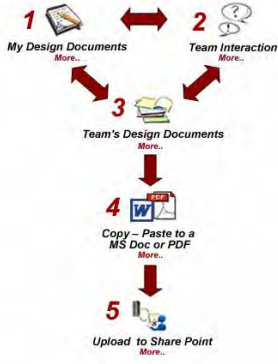 1
2
My Design Documents
More..
Team Interaction
More..
3
Team's Design Documents
More..
4
W
PDF
Copy – Paste to a
MS Doc or PDF
More..
5
Upload to Share Point
More..